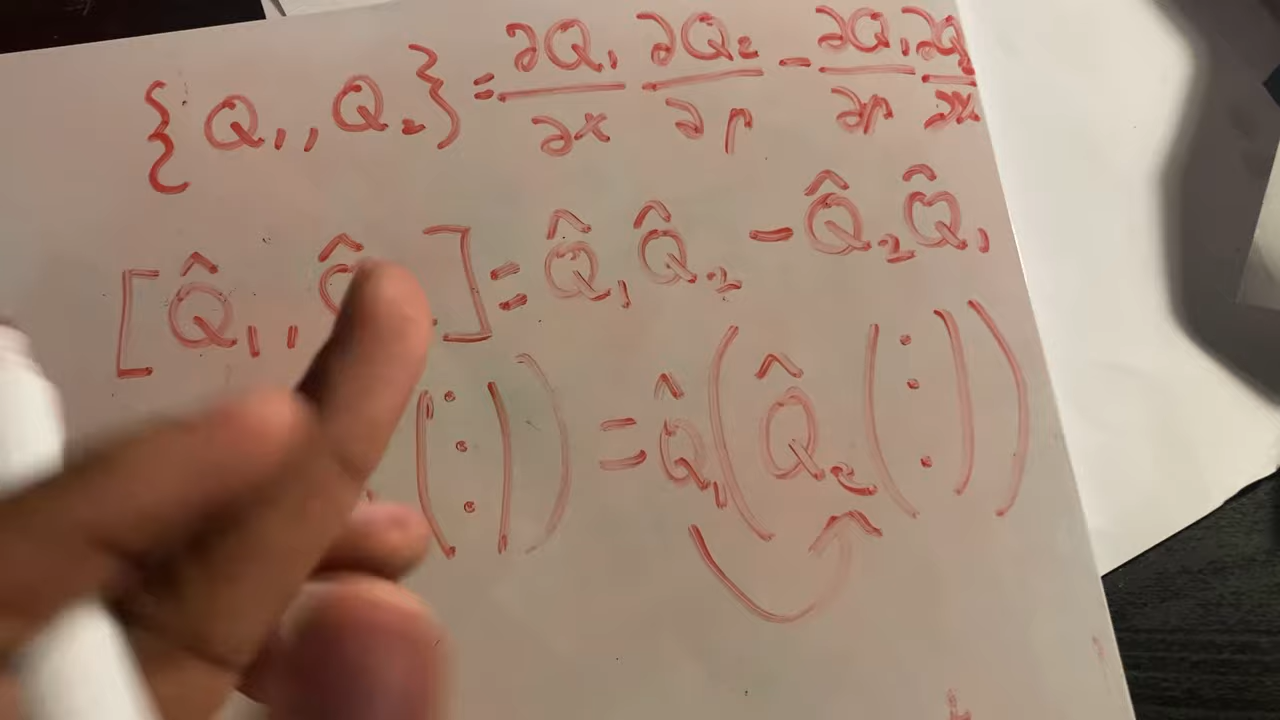 {Q₁, Q₂} = ∂Q₁/∂x ∂Q₂/∂p - ∂Q₁/∂p ∂Q₂/∂x
[Q̂₁, Q̂ ] = Q̂₁Q̂₂ - Q̂₂Q̂₁
(⋮)) = Q̂₁(Q̂₂(⋮))